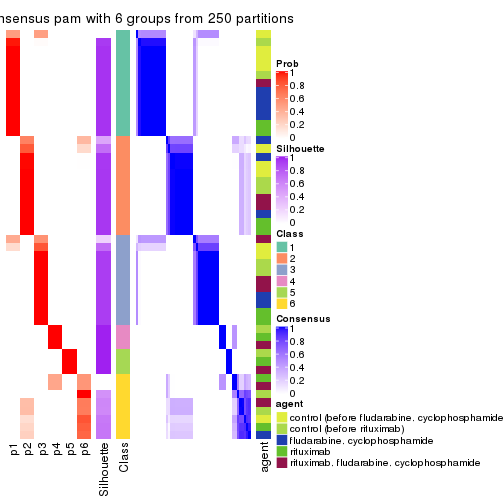 nsensus pam with 6 groups from 250 partitions
Prob
1
0.8
0.6
0.4
0.2
0
Silhouette
1
0.8
0.6
0.4
0.2
0
Class
1
2
3
4
5
6
Consensus
1
0.8
0.6
0.4
0.2
0
agent
control (before fludarabine. cyclophosphamide
control (before rituximab)
fludarabine. cyclophosphamide
rituximab
rituximab. fludarabine. cyclophosphamide
p1
p2
p3
p4
p5
p6
Silhouette
Class
agent